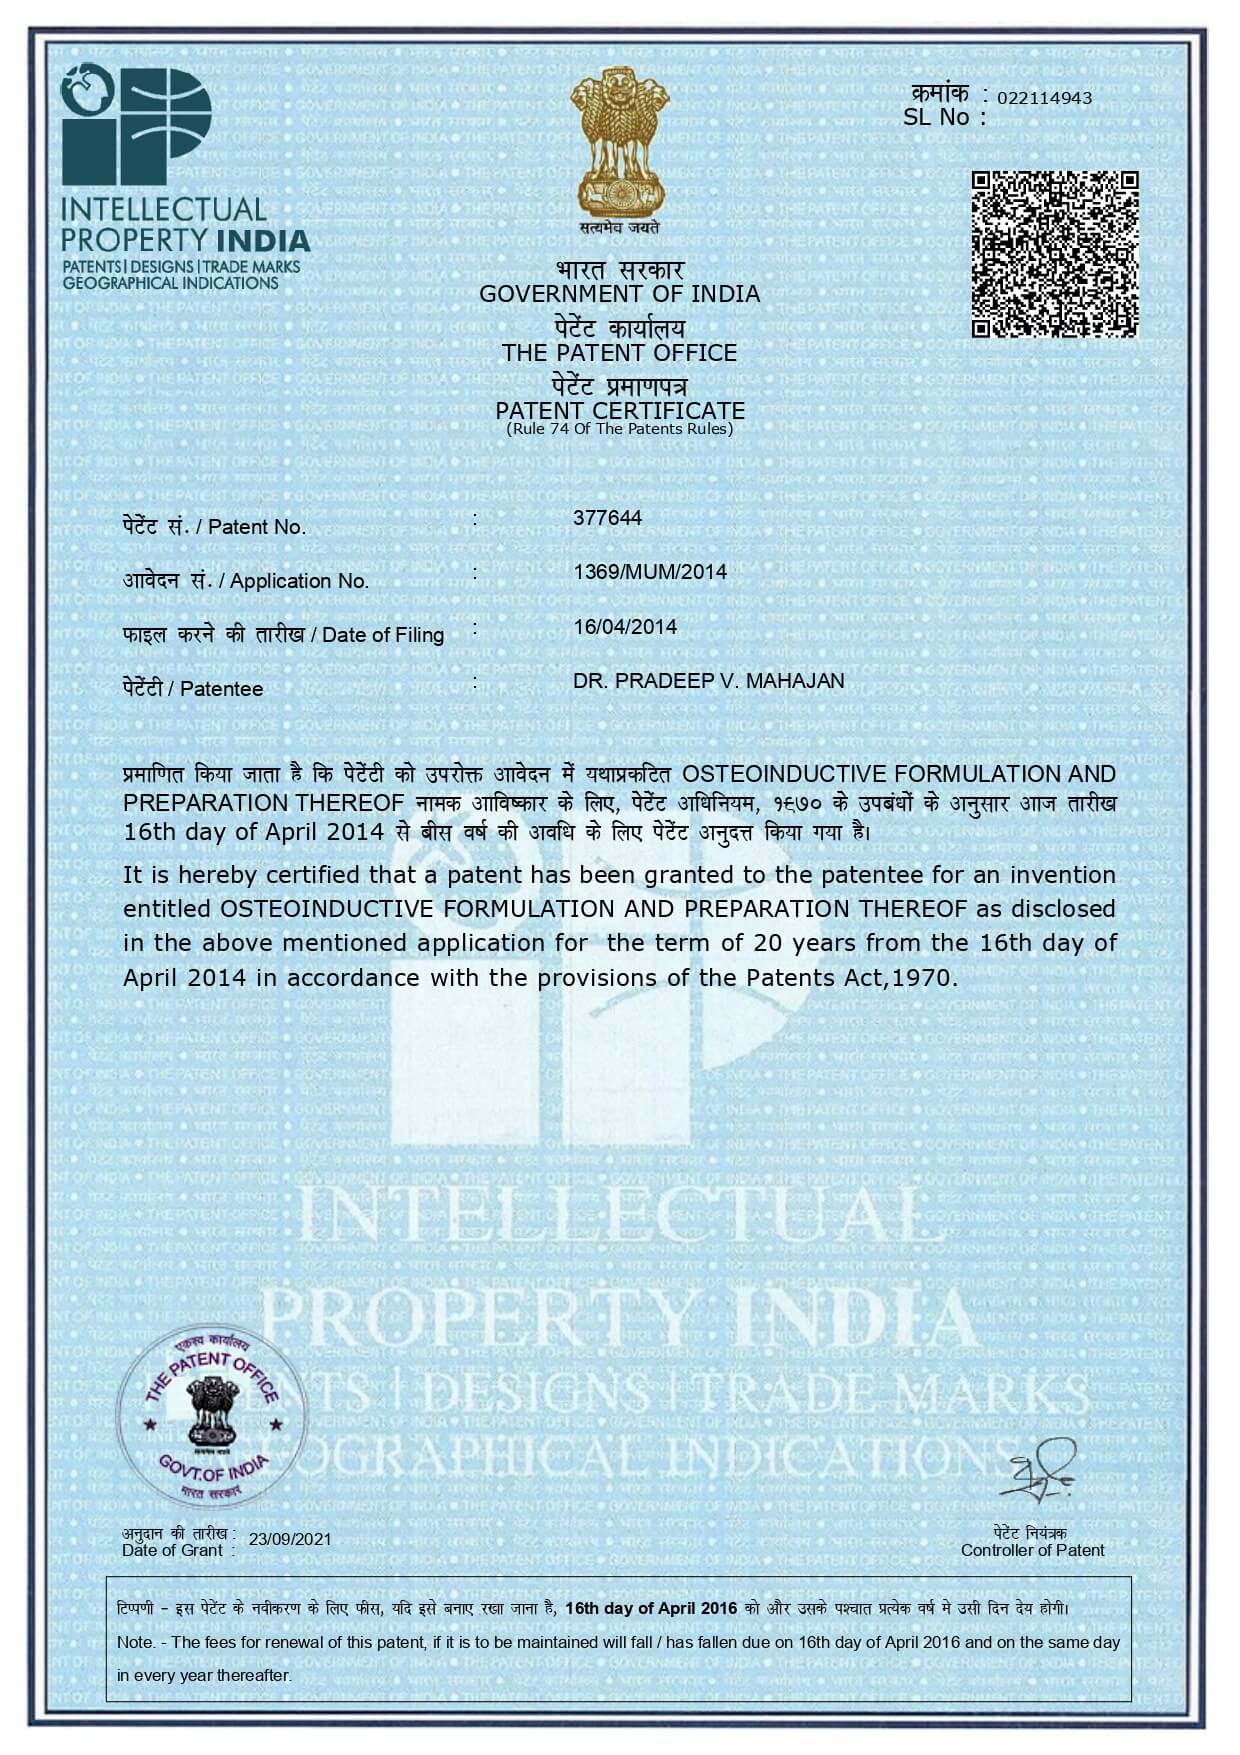 INTELLECTUAL
PROPERTY INDIA
PATENTS | DESIGNS | TRADE MARKS
GEOGRAPHICAL INDICATIONS
सत्यमेव जयते
क्रमांक : 022114943
SL No :
भारत सरकार
GOVERNMENT OF INDIA
पेटेंट कार्यालय
THE PATENT OFFICE
पेटेंट प्रमाणपत्र
PATENT CERTIFICATE
(Rule 74 Of The Patents Rules)
पेटेंट सं. / Patent No. : 377644
आवेदन सं. / Application No. : 1369/MUM/2014
फाइल करने की तारीख / Date of Filing : 16/04/2014
पेटेंटी / Patentee : DR. PRADEEP V. MAHAJAN
प्रमाणित किया जाता है कि पेटेंटी को उपरोक्त आवेदन में यथाप्रकटित OSTEOINDUCTIVE FORMULATION AND
PREPARATION THEREOF नामक आविष्कार के लिए, पेटेंट अधिनियम, १९७० के उपबंधों के अनुसार आज तारीख
16th day of April 2014 से बीस वर्ष की अवधि के लिए पेटेंट अनुदत्त किया गया है।
It is hereby certified that a patent has been granted to the patentee for an invention
entitled OSTEOINDUCTIVE FORMULATION AND PREPARATION THEREOF as disclosed
in the above mentioned application for the term of 20 years from the 16th day of
April 2014 in accordance with the provisions of the Patents Act,1970.
INTELLECTUAL
PROPERTY INDIA
DESIGNS TRADE MARKS
INDICATIONS
एकस्व कार्यालय
THE PATENT OFFICE
GOVT.OF INDIA
भारत सरकार
अनुदान की तारीख : 23/09/2021
Date of Grant :
पेटेंट नियंत्रक
Controller of Patent
टिप्पणी - इस पेटेंट के नवीकरण के लिए फीस, यदि इसे बनाए रखा जाना है, 16th day of April 2016 को और उसके पश्चात प्रत्येक वर्ष मे उसी दिन देय होगी।
Note. - The fees for renewal of this patent, if it is to be maintained will fall / has fallen due on 16th day of April 2016 and on the same day
in every year thereafter.